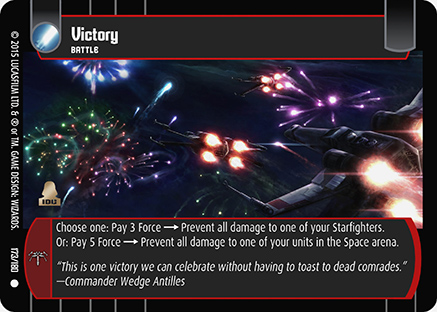 Victory
BATTLE
© 2015 LUCASFILM LTD. & ® or TM. GAME DESIGN: WIZARDS.
IDIJ
Choose one: Pay 3 Force → Prevent all damage to one of your Starfighters.
Or: Pay 5 Force → Prevent all damage to one of your units in the Space arena.
"This is one victory we can celebrate without having to toast to dead comrades."
—Commander Wedge Antilles
173/180